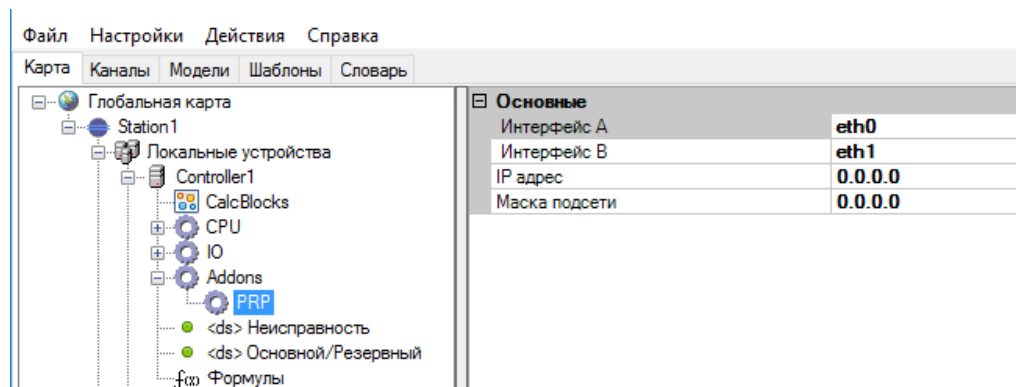 Файл Настройки Действия Справка
Карта Каналы Модели Шаблоны Словарь
Глобальная карта
Station1
Локальные устройства
Controller1
CalcBlocks
CPU
IO
Addons
PRP
<ds> Неисправность
<ds> Основной/Резервный
f(x) Формулы
Основные
Интерфейс A eth0
Интерфейс B eth1
IP адрес 0.0.0.0
Маска подсети 0.0.0.0